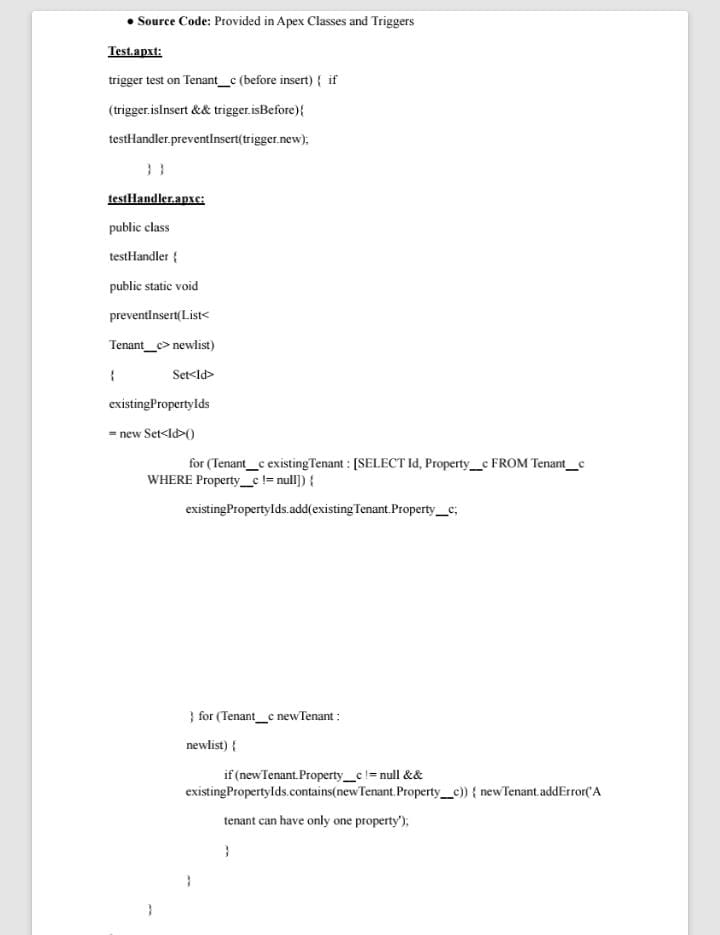 • Source Code: Provided in Apex Classes and Triggers
Test.apxt:
trigger test on Tenant__c (before insert) { if
(trigger.isInsert && trigger.isBefore){
testHandler.preventInsert(trigger.new);
} }
testHandler.apxc:
public class
testHandler {
public static void
preventInsert(List<
Tenant__c> newlist)
{ Set<Id>
existingPropertyIds
= new Set<Id>()
for (Tenant__c existingTenant : [SELECT Id, Property__c FROM Tenant__c
WHERE Property__c != null]) {
existingPropertyIds.add(existingTenant.Property__c;
} for (Tenant__c newTenant :
newlist) {
if (newTenant.Property__c != null &&
existingPropertyIds.contains(newTenant.Property__c)) { newTenant.addError('A
tenant can have only one property');
}
}
}